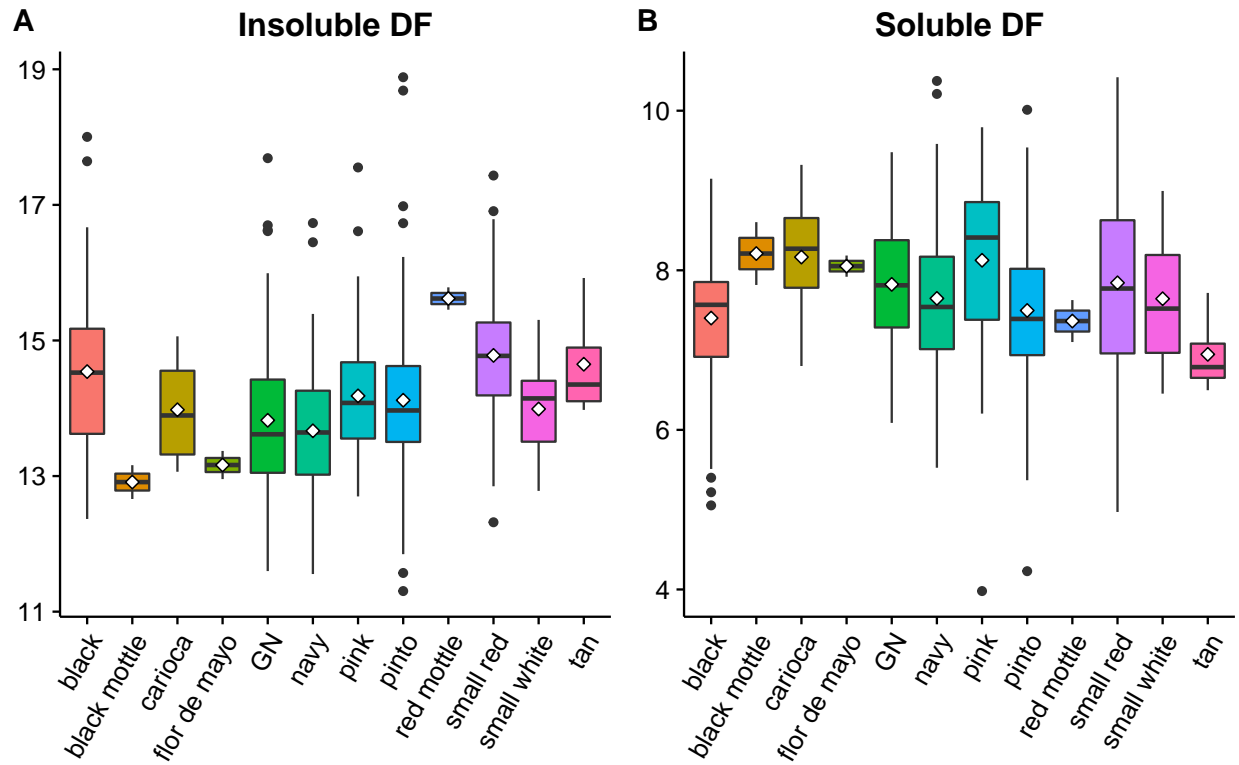 A
Insoluble DF
19
17
15
13
11
black
black mottle
carioca
flor de mayo
GN
navy
pink
pinto
red mottle
small red
small white
tan
B
Soluble DF
10
8
6
4
black
black mottle
carioca
flor de mayo
GN
navy
pink
pinto
red mottle
small red
small white
tan